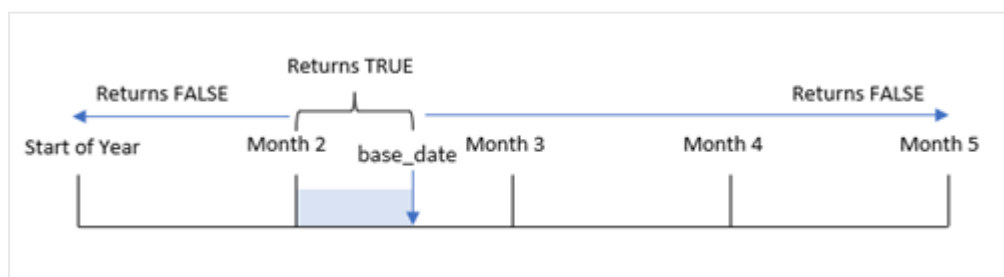 Returns TRUE
Returns FALSE
Returns FALSE
Start of Year
Month 2
base_date
Month 3
Month 4
Month 5